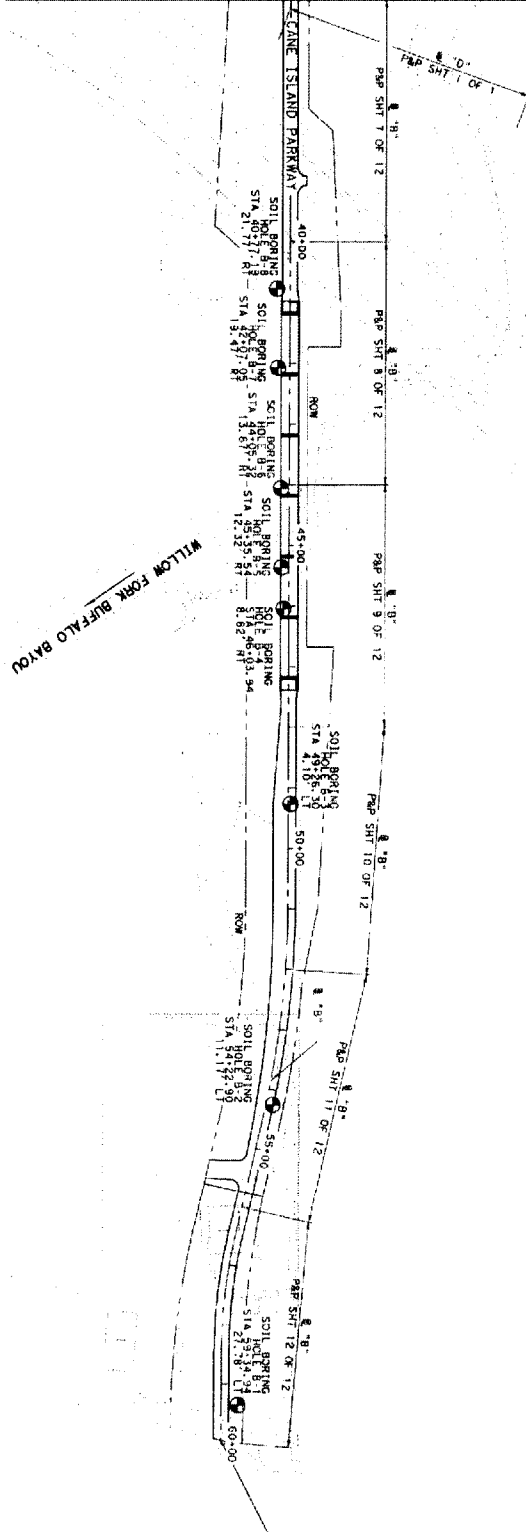 CANE ISLAND PARKWAY
℄ "D"
P&P SHT 1 OF 1
℄ "B"
P&P SHT 7 OF 12
40+00
SOIL BORING
HOLE B-8
STA 40+77.19
21.77' RT
℄ "B"
P&P SHT 8 OF 12
ROW
SOIL BORING
HOLE B-7
STA 42+07.05
19.47' RT
SOIL BORING
HOLE B-6
STA 44+05.32
13.67' RT
45+00
SOIL BORING
HOLE B-5
STA 45+35.54
12.32' RT
℄ "B"
P&P SHT 9 OF 12
SOIL BORING
HOLE B-4
STA 46+03.94
8.62' RT
WILLOW FORK BUFFALO BAYOU
SOIL BORING
HOLE B-3
STA 49+26.30
4.10' LT
50+00
℄ "B"
P&P SHT 10 OF 12
ROW
℄ "B"
℄ "B"
P&P SHT 11 OF 12
SOIL BORING
HOLE B-2
STA 54+22.90
11.17' LT
55+00
℄ "B"
P&P SHT 12 OF 12
SOIL BORING
HOLE B-1
STA 59+34.94
27.78' LT
60+00